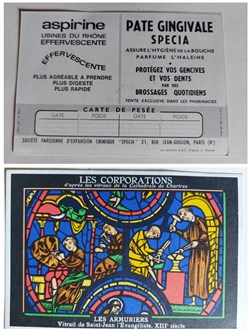 aspirine
USINES DU RHÔNE
EFFERVESCENTE
EFFERVESCENTE
PLUS AGRÉABLE A PRENDRE
PLUS DIGESTE
PLUS RAPIDE
PATE GINGIVALE
SPECIA
ASSURE L'HYGIÈNE DE LA BOUCHE
PARFUME L'HALEINE
PROTÉGEZ VOS GENCIVES
ET VOS DENTS
PAR DES
BROSSAGES QUOTIDIENS
VENTE EXCLUSIVE DANS LES PHARMACIES
CARTE DE PESÉE
DATE POIDS DATE POIDS
SOCIÉTÉ PARISIENNE D'EXPANSION CHIMIQUE "SPECIA" 21, RUE JEAN-GOUJON, PARIS (8e)
LES CORPORATIONS
d'après les vitraux de la Cathédrale de Chartres
LES ARMURIERS
Vitrail de Saint-Jean l'Evangéliste, XIIIe siècle